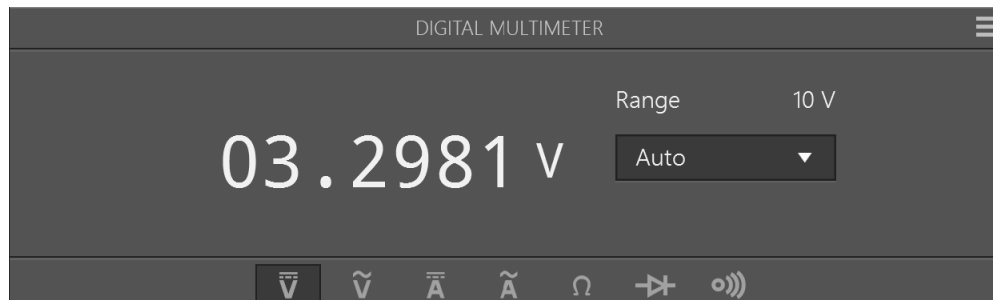 DIGITAL MULTIMETER
Range 10 V
03.2981 V
Auto
V V A A Ω